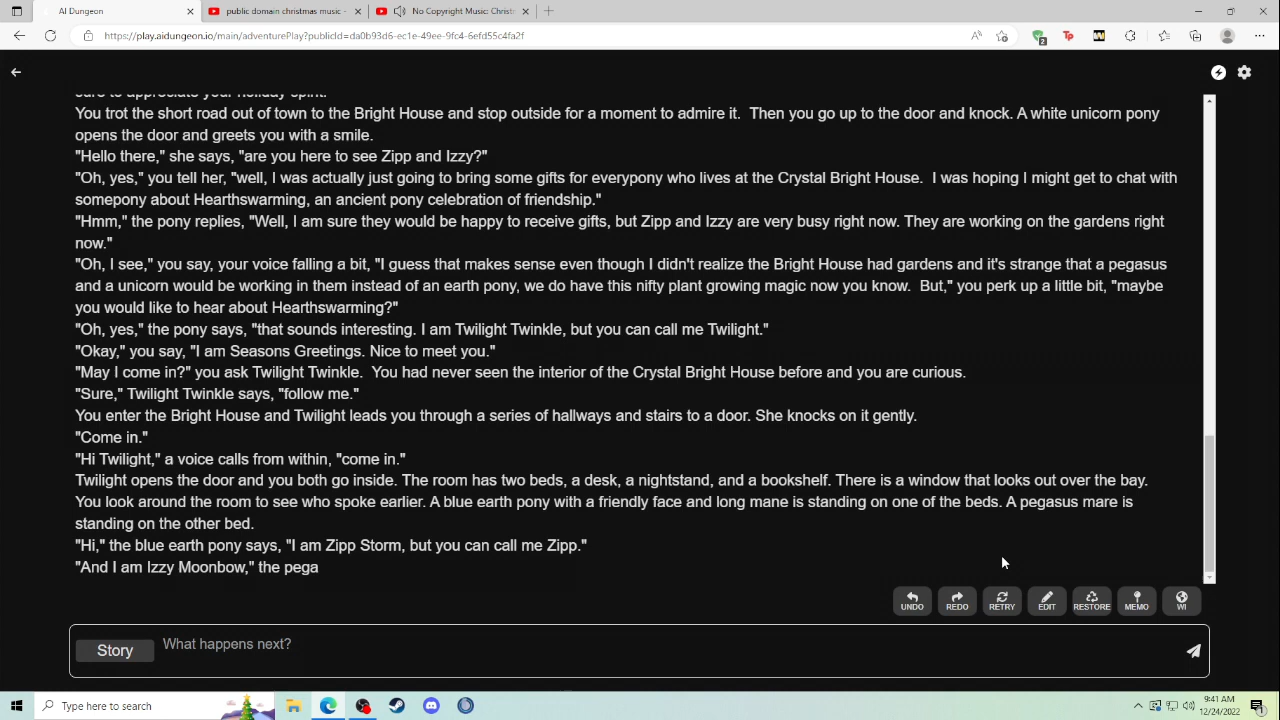 AI Dungeon
public domain christmas music -
No Copyright Music: Christ
https://play.aidungeon.io/main/adventurePlay?publicId=da0b93d6-ec1e-49ee-9fc4-6efd55c4fa2f
sure to appreciate your holiday spirit.
You trot the short road out of town to the Bright House and stop outside for a moment to admire it.  Then you go up to the door and knock. A white unicorn pony
opens the door and greets you with a smile.
"Hello there," she says, "are you here to see Zipp and Izzy?"
"Oh, yes," you tell her, "well, I was actually just going to bring some gifts for everypony who lives at the Crystal Bright House.  I was hoping I might get to chat with
somepony about Hearthswarming, an ancient pony celebration of friendship."
"Hmm," the pony replies, "Well, I am sure they would be happy to receive gifts, but Zipp and Izzy are very busy right now. They are working on the gardens right
now."
"Oh, I see," you say, your voice falling a bit, "I guess that makes sense even though I didn't realize the Bright House had gardens and it's strange that a pegasus
and a unicorn would be working in them instead of an earth pony, we do have this nifty plant growing magic now you know.  But," you perk up a little bit, "maybe
you would like to hear about Hearthswarming?"
"Oh, yes," the pony says, "that sounds interesting. I am Twilight Twinkle, but you can call me Twilight."
"Okay," you say, "I am Seasons Greetings. Nice to meet you."
"May I come in?" you ask Twilight Twinkle.  You had never seen the interior of the Crystal Bright House before and you are curious.
"Sure," Twilight Twinkle says, "follow me."
You enter the Bright House and Twilight leads you through a series of hallways and stairs to a door. She knocks on it gently.
"Come in."
"Hi Twilight," a voice calls from within, "come in."
Twilight opens the door and you both go inside. The room has two beds, a desk, a nightstand, and a bookshelf. There is a window that looks out over the bay.
You look around the room to see who spoke earlier. A blue earth pony with a friendly face and long mane is standing on one of the beds. A pegasus mare is
standing on the other bed.
"Hi," the blue earth pony says, "I am Zipp Storm, but you can call me Zipp."
"And I am Izzy Moonbow," the pega
UNDO REDO RETRY EDIT RESTORE MEMO WI
Story What happens next?
Type here to search
9:41 AM
12/24/2022